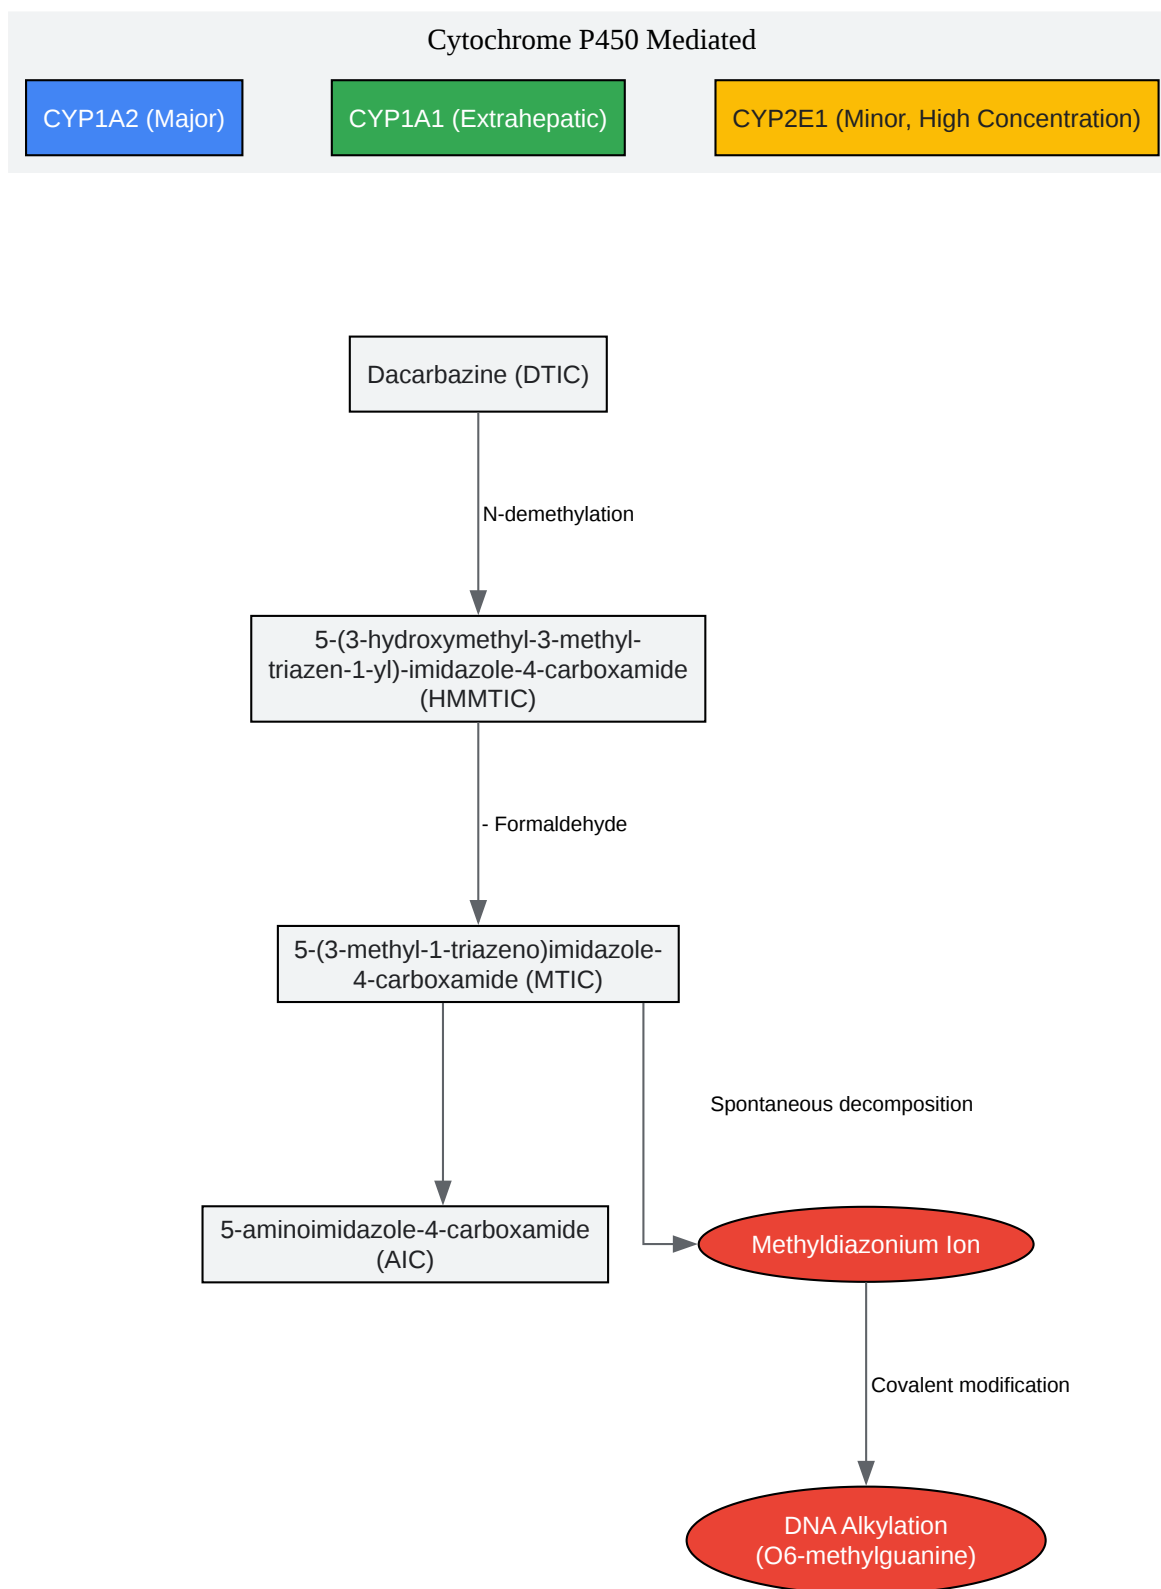 Cytochrome P450 Mediated
CYP1A2 (Major)
CYP1A1 (Extrahepatic)
CYP2E1 (Minor, High Concentration)
Dacarbazine (DTIC)
N-demethylation
5-(3-hydroxymethyl-3-methyl-
triazen-1-yl)-imidazole-4-carboxamide
(HMMTIC)
- Formaldehyde
5-(3-methyl-1-triazeno)imidazole-
4-carboxamide (MTIC)
Spontaneous decomposition
5-aminoimidazole-4-carboxamide
(AIC)
Methyldiazonium Ion
Covalent modification
DNA Alkylation
(O6-methylguanine)